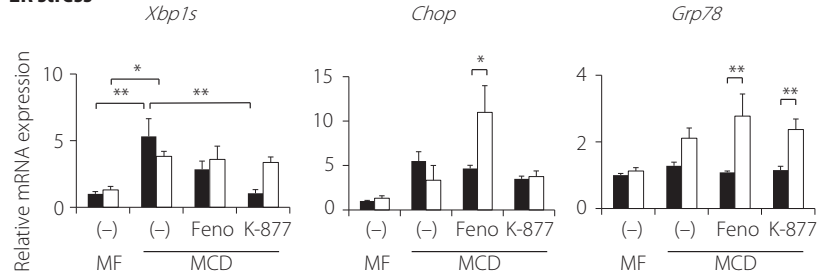 ER stress
Xbp1s
Chop
Grp78
Relative mRNA expression
10
5
0
* ** **
(–) (–) Feno K-877
MF MCD
15
10
5
0
*
(–) (–) Feno K-877
MF MCD
4
2
0
** **
(–) (–) Feno K-877
MF MCD